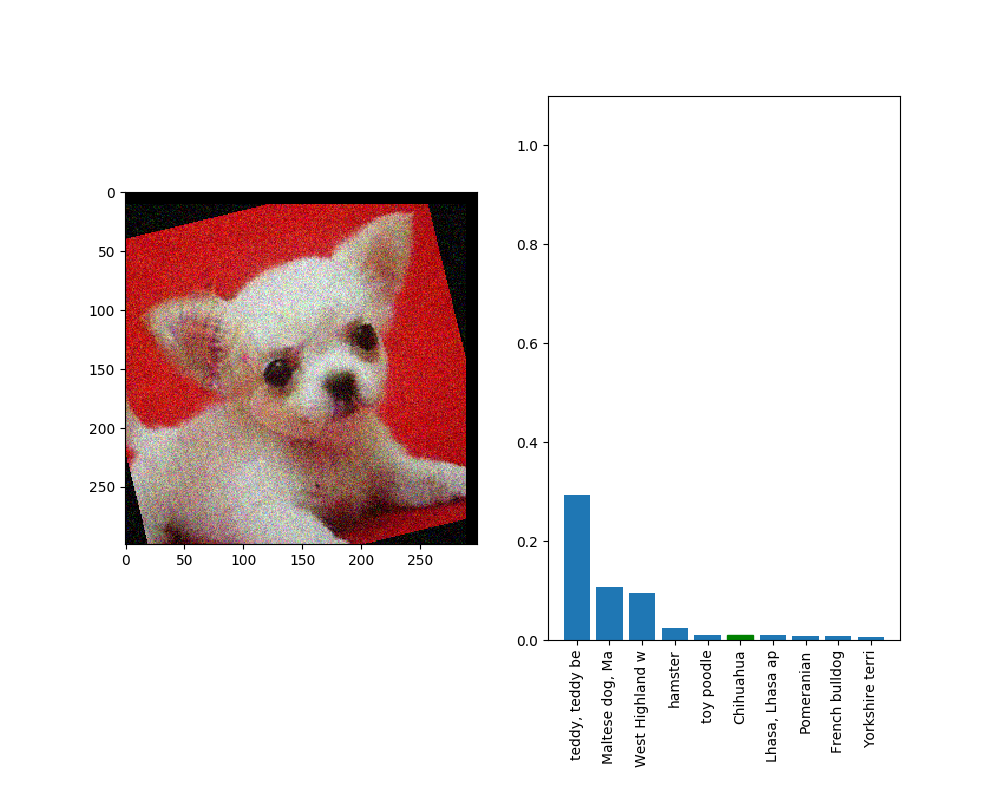 0
50
100
150
200
250
0 50 100 150 200 250
1.0
0.8
0.6
0.4
0.2
0.0
teddy, teddy be
Maltese dog, Ma
West Highland w
hamster
toy poodle
Chihuahua
Lhasa, Lhasa ap
Pomeranian
French bulldog
Yorkshire terri